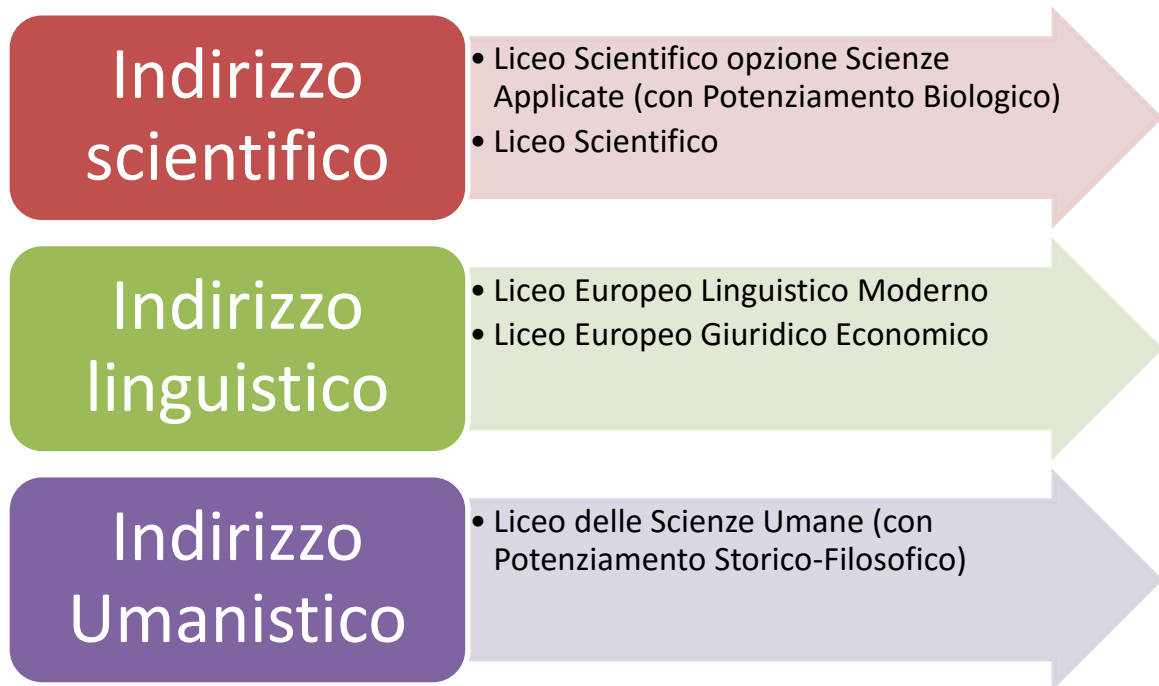 Indirizzo
scientifico
• Liceo Scientifico opzione Scienze
Applicate (con Potenziamento Biologico)
• Liceo Scientifico
Indirizzo
linguistico
• Liceo Europeo Linguistico Moderno
• Liceo Europeo Giuridico Economico
Indirizzo
Umanistico
• Liceo delle Scienze Umane (con
Potenziamento Storico-Filosofico)